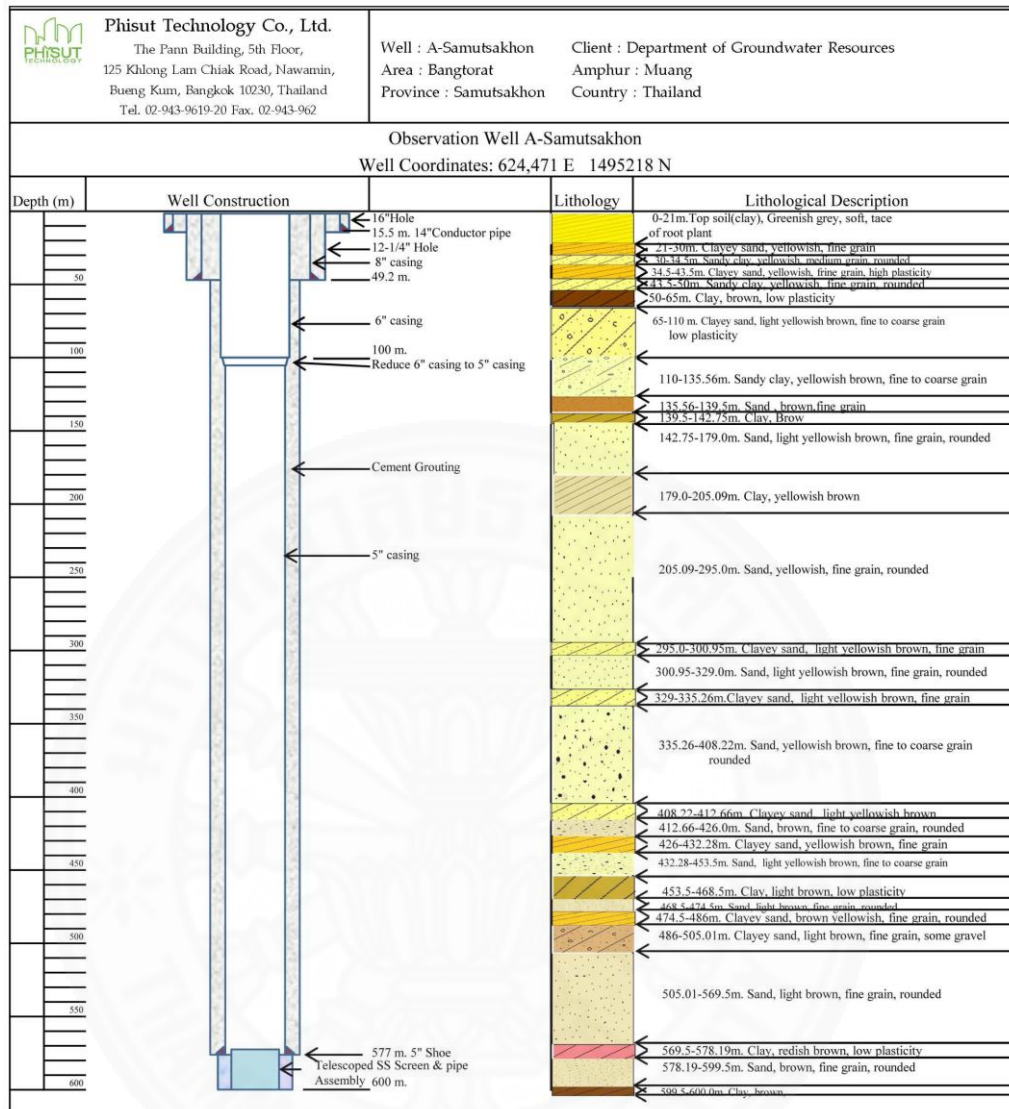 PHISUT
TECHNOLOGY
Phisut Technology Co., Ltd.
The Pann Building, 5th Floor,
125 Khlong Lam Chiak Road, Nawamin,
Bueng Kum, Bangkok 10230, Thailand
Tel. 02-943-9619-20 Fax. 02-943-962
Well : A-Samutsakhon
Area : Bangtorat
Province : Samutsakhon
Client : Department of Groundwater Resources
Amphur : Muang
Country : Thailand
Observation Well A-Samutsakhon
Well Coordinates: 624,471 E 1495218 N
Depth (m)
Well Construction
Lithology
Lithological Description
50
100
150
200
250
300
350
400
450
500
550
600
16"Hole
15.5 m. 14"Conductor pipe
12-1/4" Hole
8" casing
49.2 m.
6" casing
100 m.
Reduce 6" casing to 5" casing
Cement Grouting
5" casing
577 m. 5" Shoe
Telescoped SS Screen & pipe
Assembly 600 m.
0-21m.Top soil(clay), Greenish grey, soft, tace
of root plant
21-30m. Clayey sand, yellowish, fine grain
30-34.5m. Sandy clay, yellowish, medium grain, rounded
34.5-43.5m. Clayey sand, yellowish, frine grain, high plasticity
43.5-50m. Sandy clay, yellowish, fine grain, rounded
50-65m. Clay, brown, low plasticity
65-110 m. Clayey sand, light yellowish brown, fine to coarse grain
low plasticity
110-135.56m. Sandy clay, yellowish brown, fine to coarse grain
135.56-139.5m. Sand , brown,fine grain
139.5-142.75m. Clay, Brow
142.75-179.0m. Sand, light yellowish brown, fine grain, rounded
179.0-205.09m. Clay, yellowish brown
205.09-295.0m. Sand, yellowish, fine grain, rounded
295.0-300.95m. Clayey sand, light yellowish brown, fine grain
300.95-329.0m. Sand, light yellowish brown, fine grain, rounded
329-335.26m.Clayey sand, light yellowish brown, fine grain
335.26-408.22m. Sand, yellowish brown, fine to coarse grain
rounded
408.22-412.66m. Clayey sand, light yellowish brown
412.66-426.0m. Sand, brown, fine to coarse grain, rounded
426-432.28m. Clayey sand, yellowish brown, fine grain
432.28-453.5m. Sand, light yellowish brown, fine to coarse grain
453.5-468.5m. Clay, light brown, low plasticity
468.5-474.5m. Sand, light brown, fine grain, rounded
474.5-486m. Clayey sand, brown yellowish, fine grain, rounded
486-505.01m. Clayey sand, light brown, fine grain, some gravel
505.01-569.5m. Sand, light brown, fine grain, rounded
569.5-578.19m. Clay, redish brown, low plasticity
578.19-599.5m. Sand, brown, fine grain, rounded
599.5-600.0m. Clay, brown,